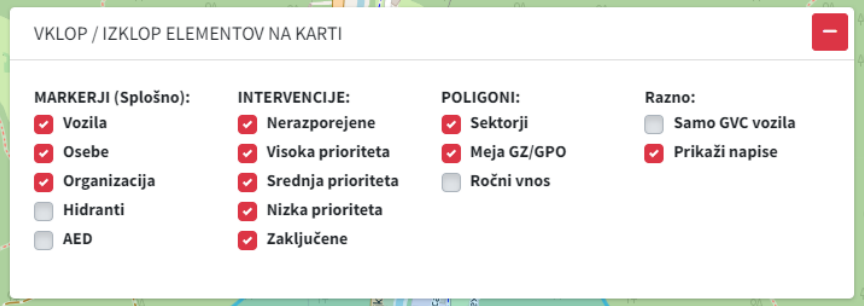 VKLOP / IZKLOP ELEMENTOV NA KARTI
MARKERJI (Splošno):
Vozila
Osebe
Organizacija
Hidranti
AED
INTERVENCIJE:
Nerazporejene
Visoka prioriteta
Srednja prioriteta
Nizka prioriteta
Zaključene
POLIGONI:
Sektorji
Meja GZ/GPO
Ročni vnos
Razno:
Samo GVC vozila
Prikaži napise